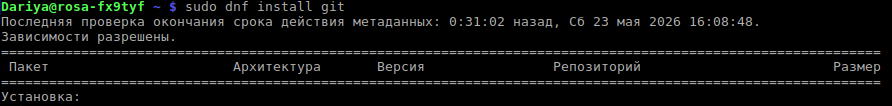 Dariya@rosa-fx9tyf ~ $ sudo dnf install git
Последняя проверка окончания срока действия метаданных: 0:31:02 назад, Сб 23 мая 2026 16:08:48.
Зависимости разрешены.
================================================================================================================
Пакет Архитектура Версия Репозиторий Размер
================================================================================================================
Установка: